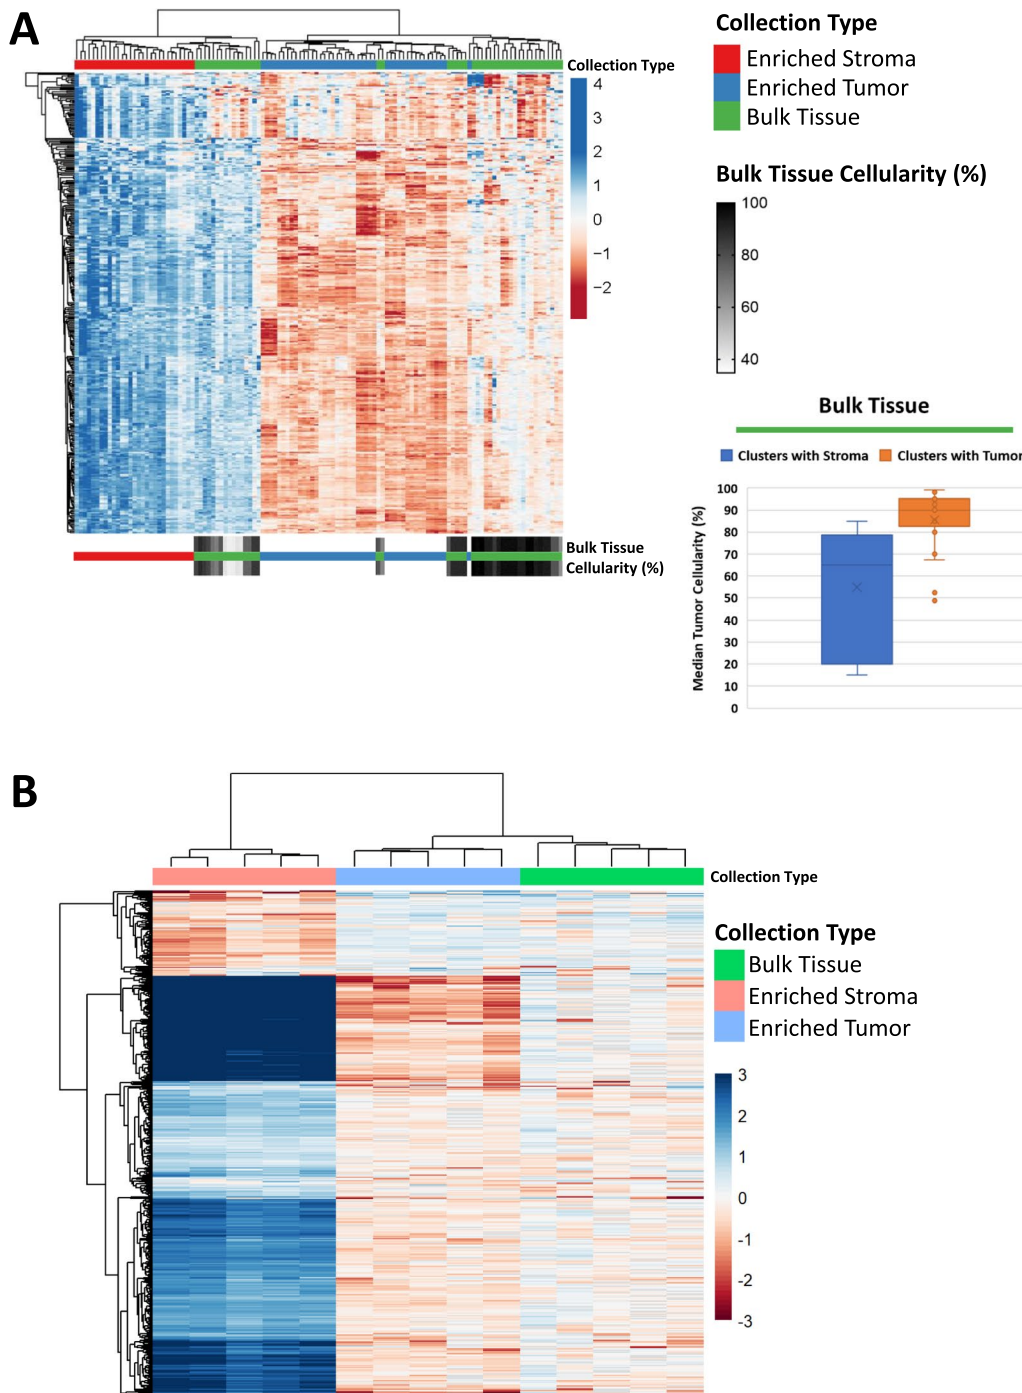 A
Collection Type
4
3
2
1
0
−1
−2
Bulk Tissue
Cellularity (%)
Collection Type
Enriched Stroma
Enriched Tumor
Bulk Tissue
Bulk Tissue Cellularity (%)
100
80
60
40
Bulk Tissue
Clusters with Stroma Clusters with Tumor
Median Tumor Cellularity (%)
100
90
80
70
60
50
40
30
20
10
0
B
Collection Type
Collection Type
Bulk Tissue
Enriched Stroma
Enriched Tumor
3
2
1
0
-1
-2
-3